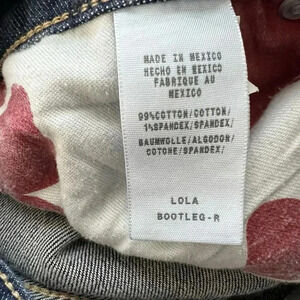 MADE IN MEXICO
HECHO EN MEXICO
FABRIQUE AU
MEXICO
99%COTTON/COTTON/
1%SPANDEX/SPANDEX/
BAUMWOLLE/ALGODON/
COTONE/SPANDEX/
LOLA
BOOTLEG-R